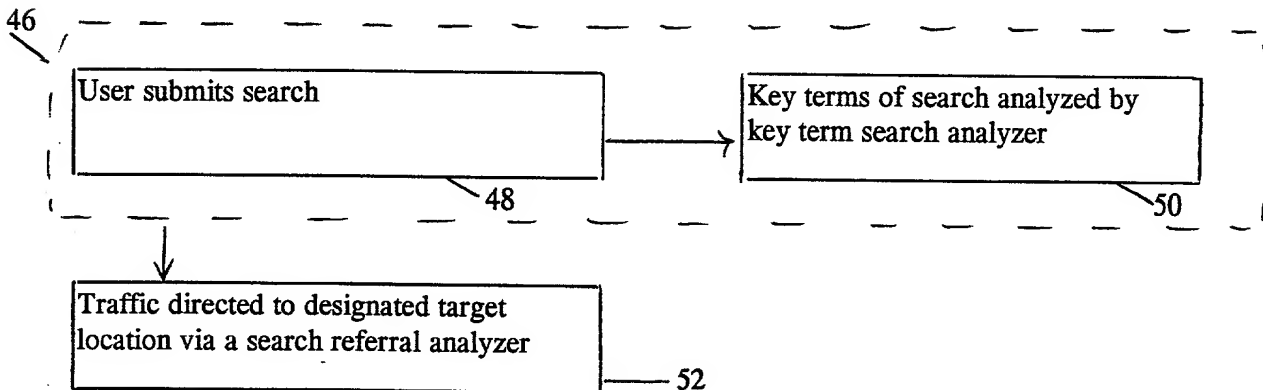 46
User submits search
48
Key terms of search analyzed by
key term search analyzer
50
Traffic directed to designated target
location via a search referral analyzer
52